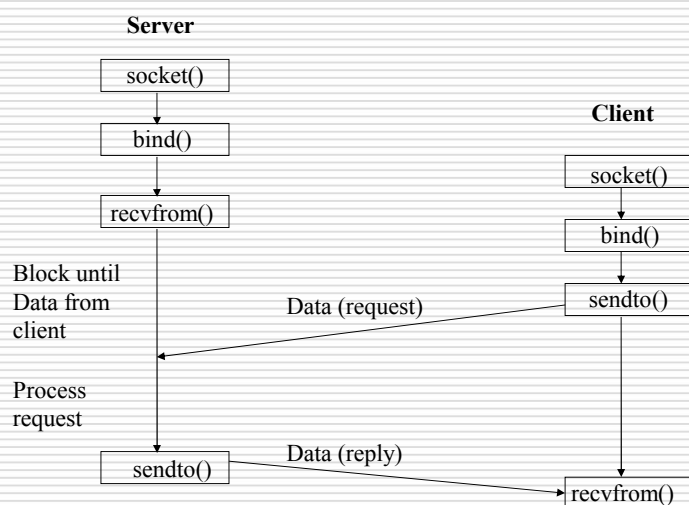 Server
socket()
bind()
recvfrom()
Block until
Data from
client
Process
request
sendto()
Client
socket()
bind()
sendto()
Data (request)
Data (reply)
recvfrom()